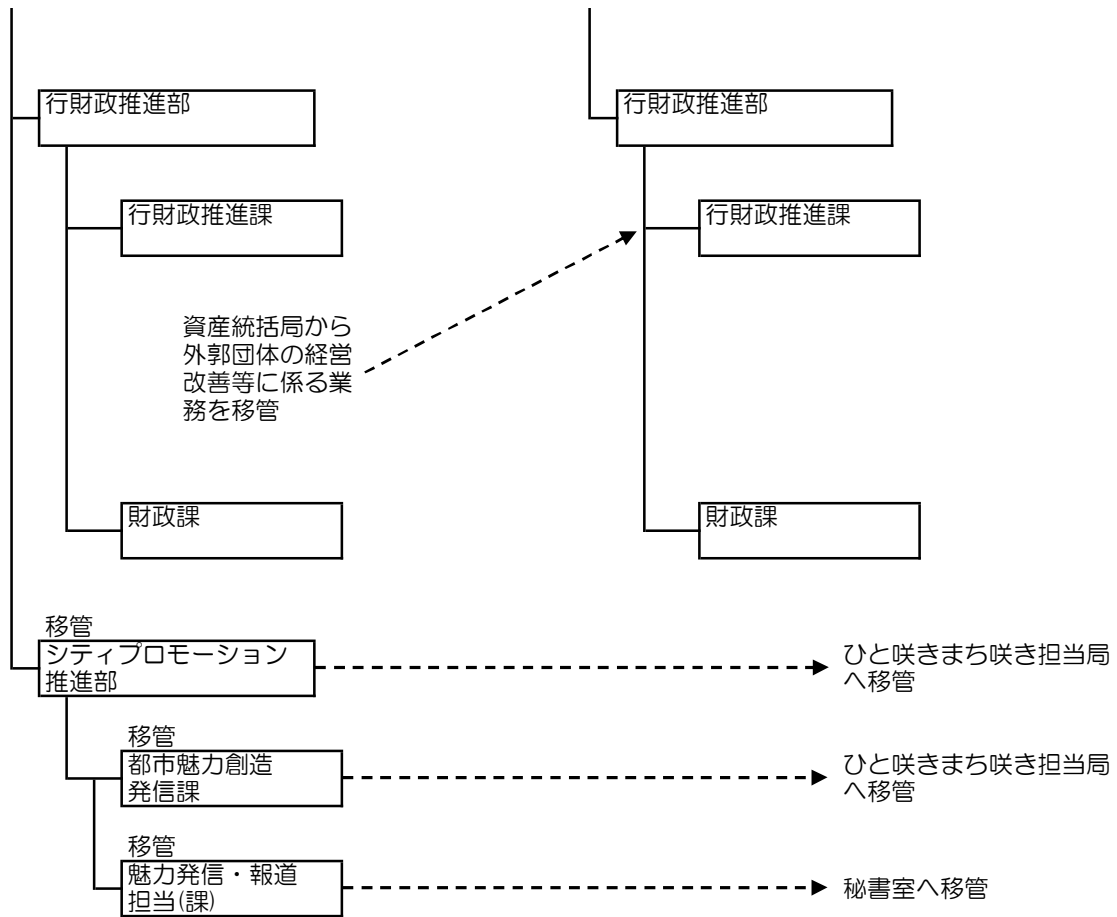 行財政推進部
行財政推進部
行財政推進課
行財政推進課
資産統括局から
外郭団体の経営
改善等に係る業
務を移管
財政課
財政課
移管
シティプロモーション
推進部
ひと咲きまち咲き担当局
へ移管
移管
都市魅力創造
発信課
ひと咲きまち咲き担当局
へ移管
移管
魅力発信・報道
担当(課)
秘書室へ移管